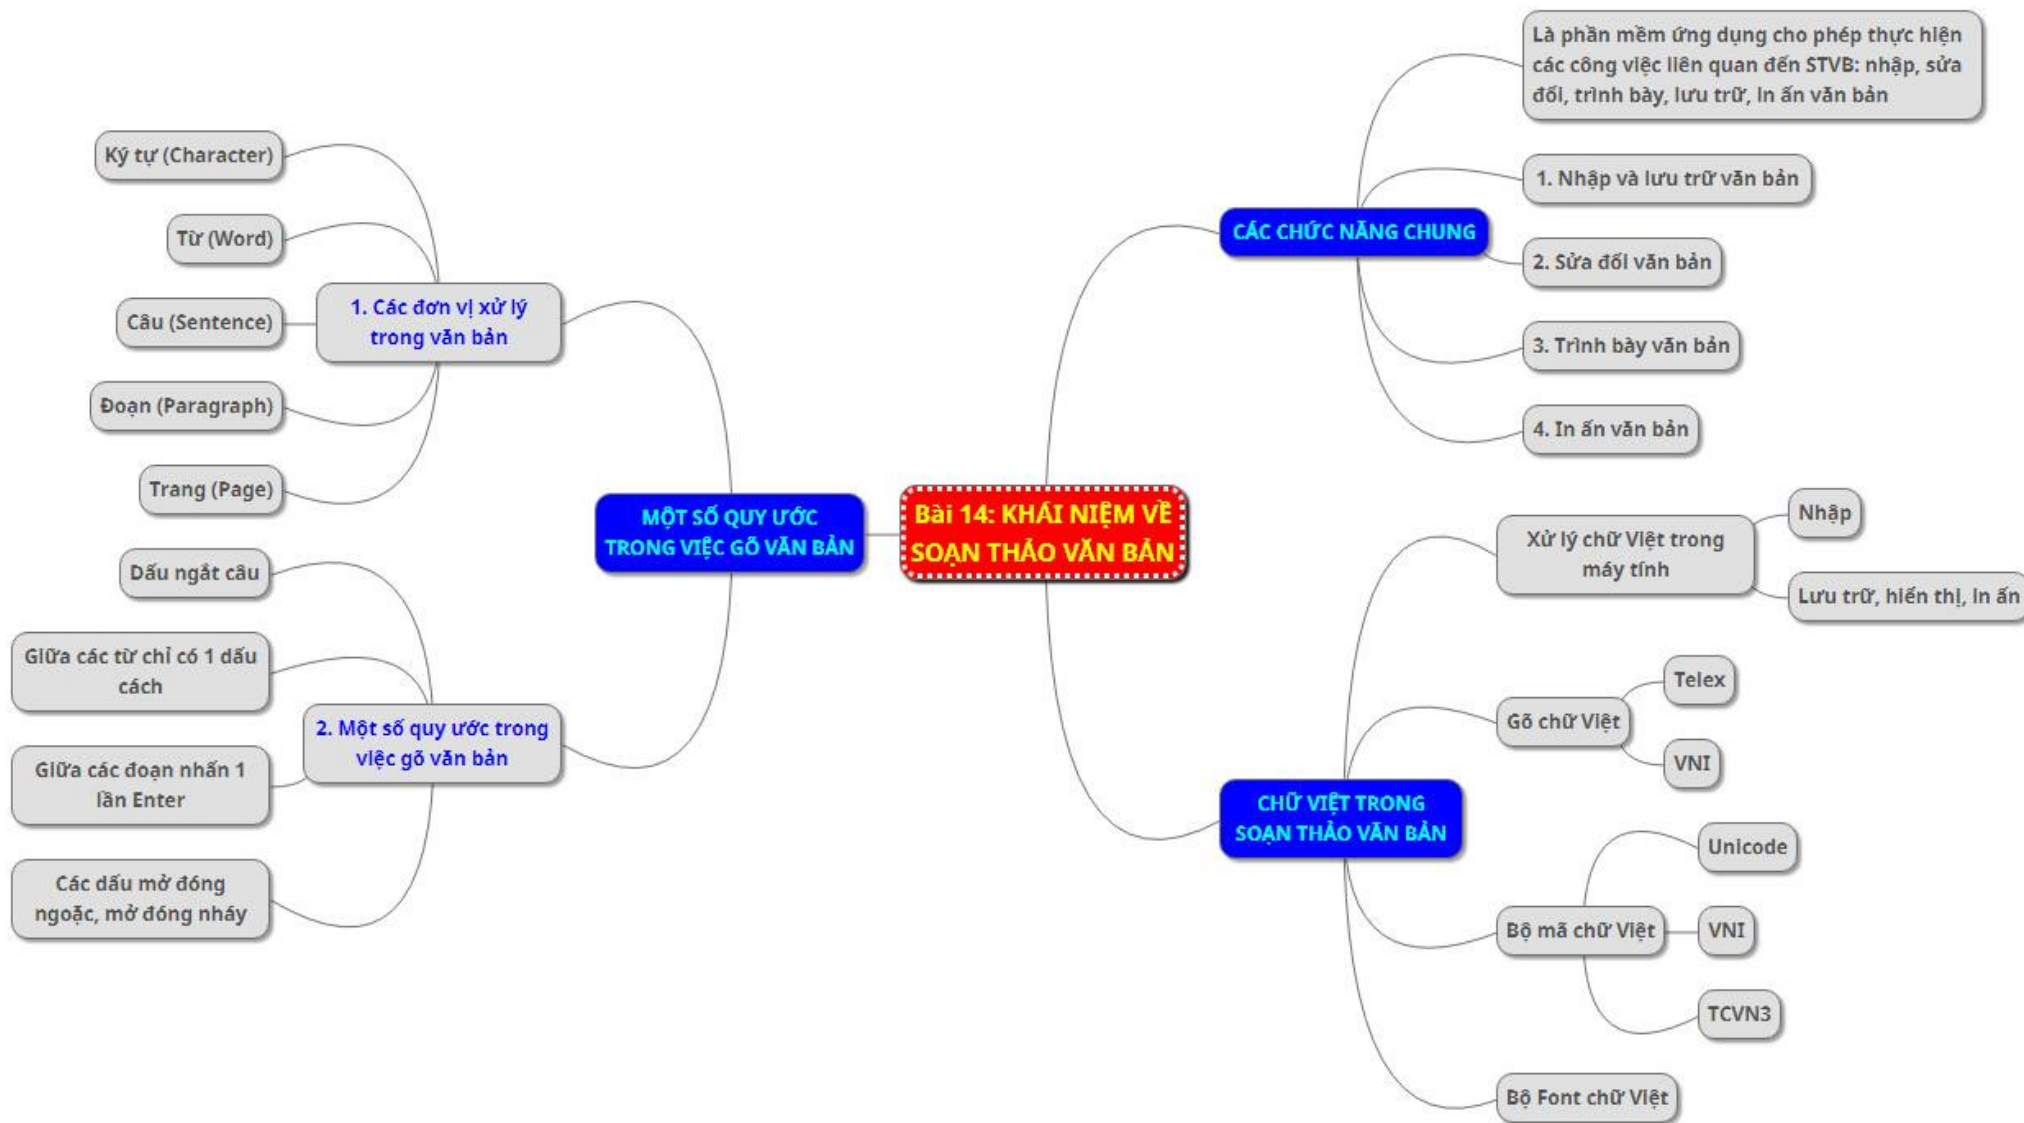 Bài 14: KHÁI NIỆM VỀ
SOẠN THẢO VĂN BẢN
CÁC CHỨC NĂNG CHUNG
Là phần mềm ứng dụng cho phép thực hiện
các công việc liên quan đến STVB: nhập, sửa
đổi, trình bày, lưu trữ, in ấn văn bản
1. Nhập và lưu trữ văn bản
2. Sửa đổi văn bản
3. Trình bày văn bản
4. In ấn văn bản
CHỮ VIỆT TRONG
SOẠN THẢO VĂN BẢN
Xử lý chữ Việt trong
máy tính
Nhập
Lưu trữ, hiển thị, in ấn
Gõ chữ Việt
Telex
VNI
Bộ mã chữ Việt
Unicode
VNI
TCVN3
Bộ Font chữ Việt
MỘT SỐ QUY ƯỚC
TRONG VIỆC GÕ VĂN BẢN
1. Các đơn vị xử lý
trong văn bản
Ký tự (Character)
Từ (Word)
Câu (Sentence)
Đoạn (Paragraph)
Trang (Page)
2. Một số quy ước trong
việc gõ văn bản
Dấu ngắt câu
Giữa các từ chỉ có 1 dấu
cách
Giữa các đoạn nhấn 1
lần Enter
Các dấu mở đóng
ngoặc, mở đóng nháy